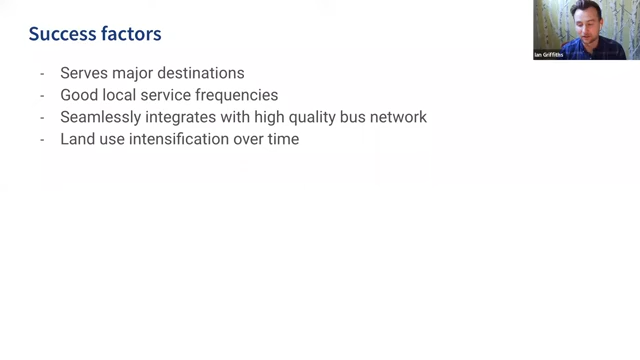 Success factors
- Serves major destinations
- Good local service frequencies
- Seamlessly integrates with high quality bus network
- Land use intensification over time
Ian Griffiths